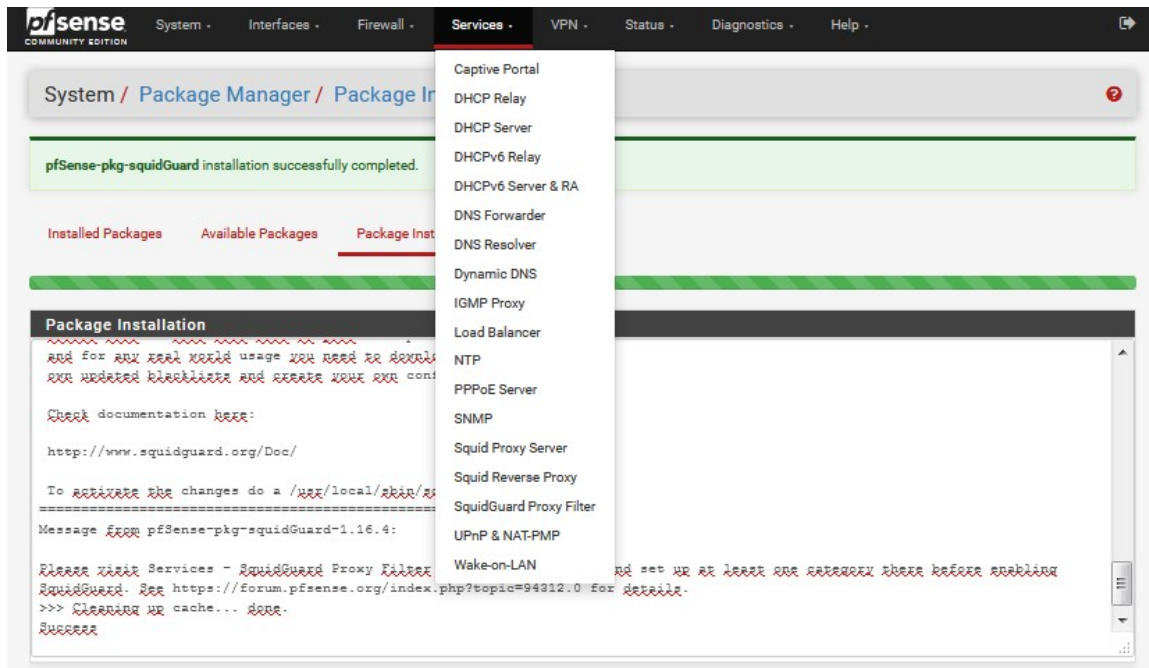 pfsense
COMMUNITY EDITION
System
Interfaces
Firewall
Services
VPN
Status
Diagnostics
Help
System / Package Manager / Package In
pfSense-pkg-squidGuard installation successfully completed.
Installed Packages
Available Packages
Package Inst
Captive Portal
DHCP Relay
DHCP Server
DHCPv6 Relay
DHCPv6 Server & RA
DNS Forwarder
DNS Resolver
Dynamic DNS
IGMP Proxy
Load Balancer
NTP
PPPoE Server
SNMP
Squid Proxy Server
Squid Reverse Proxy
SquidGuard Proxy Filter
UPnP & NAT-PMP
Wake-on-LAN
Package Installation
and for any real world usage you need to downlo
own updated blacklists and create your own conf
Check documentation here:
http://www.squidguard.org/Doc/
To activate the changes do a /usr/local/sbin/sq
Message from pfSense-pkg-squidGuard-1.16.4:
Please visit Services - SquidGuard Proxy Filter nd set up at least one category there before enabling
SquidGuard. See https://forum.pfsense.org/index.php?topic=94312.0 for details.
>>> Cleaning up cache... done.
Success